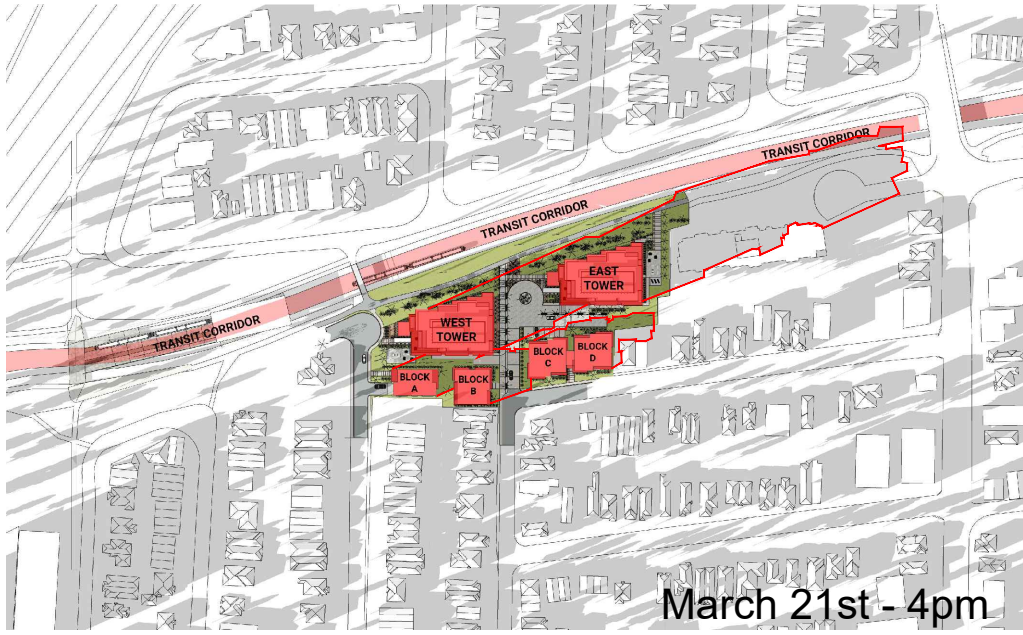 TRANSIT CORRIDOR
TRANSIT CORRIDOR
EAST
TOWER
WEST
TOWER
TRANSIT CORRIDOR
BLOCK
C
BLOCK
D
BLOCK
A
BLOCK
B
March 21st - 4pm